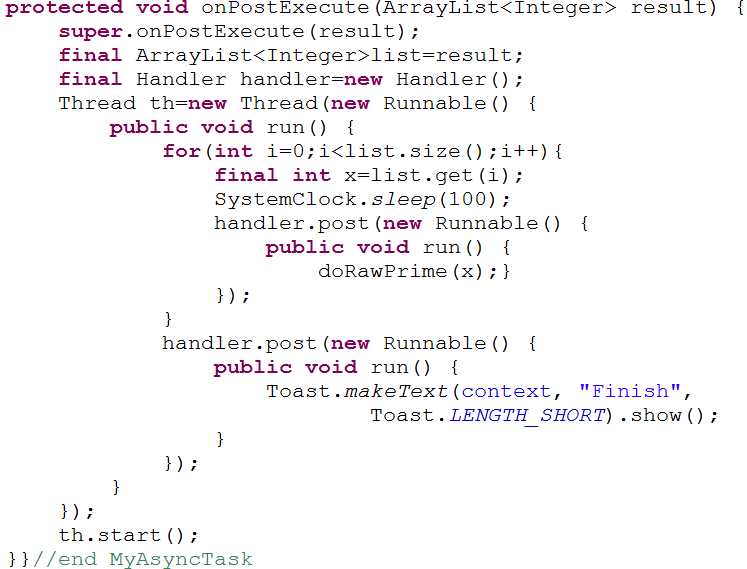 protected void onPostExecute(ArrayList<Integer> result) {
    super.onPostExecute(result);
    final ArrayList<Integer>list=result;
    final Handler handler=new Handler();
    Thread th=new Thread(new Runnable() {
        public void run() {
            for(int i=0;i<list.size();i++){
                final int x=list.get(i);
                SystemClock.sleep(100);
                handler.post(new Runnable() {
                    public void run() {
                        doRawPrime(x);}
                });
            }
            handler.post(new Runnable() {
                public void run() {
                    Toast.makeText(context, "Finish",
                            Toast.LENGTH_SHORT).show();
                }
            });
        }
    });
    th.start();
}}//end MyAsyncTask